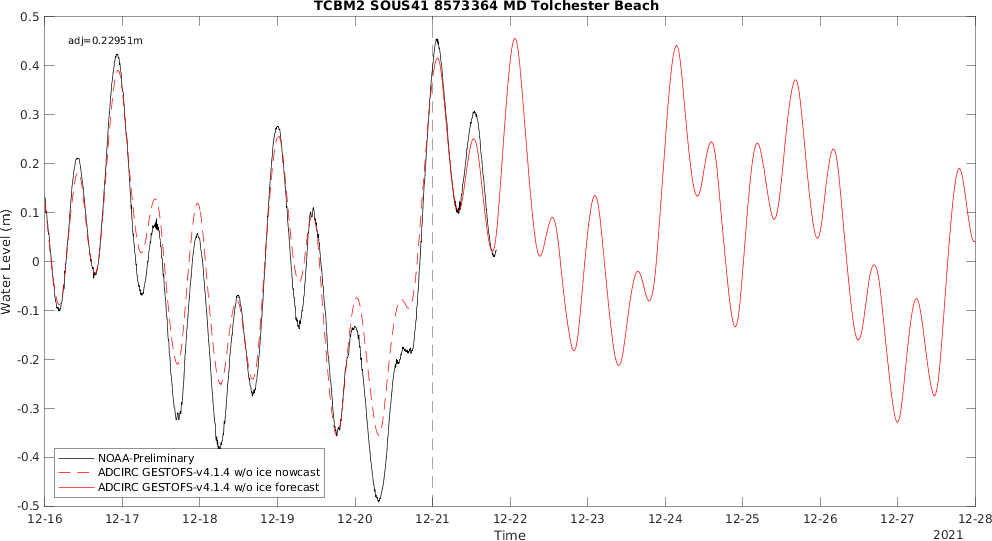 TCBM2 SOUS41 8573364 MD Tolchester Beach
adj=0.22951m
0.5
0.4
0.3
0.2
0.1
0
-0.1
-0.2
-0.3
-0.4
-0.5
Water Level (m)
NOAA-Preliminary
ADCIRC GESTOFS-v4.1.4 w/o ice nowcast
ADCIRC GESTOFS-v4.1.4 w/o ice forecast
12-16 12-17 12-18 12-19 12-20 12-21 12-22 12-23 12-24 12-25 12-26 12-27 12-28
Time
2021